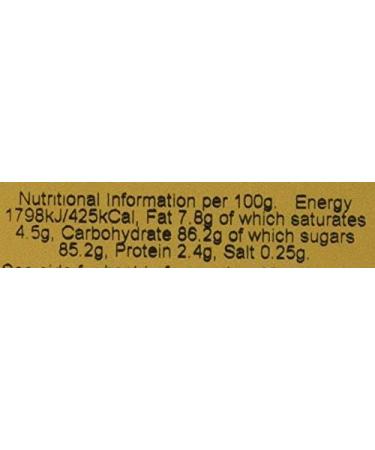 Nutritional Information per 100g. Energy
1798kJ/425kCal, Fat 7.8g of which saturates
4.5g, Carbohydrate 86.2g of which sugars
85.2g, Protein 2.4g, Salt 0.25g.